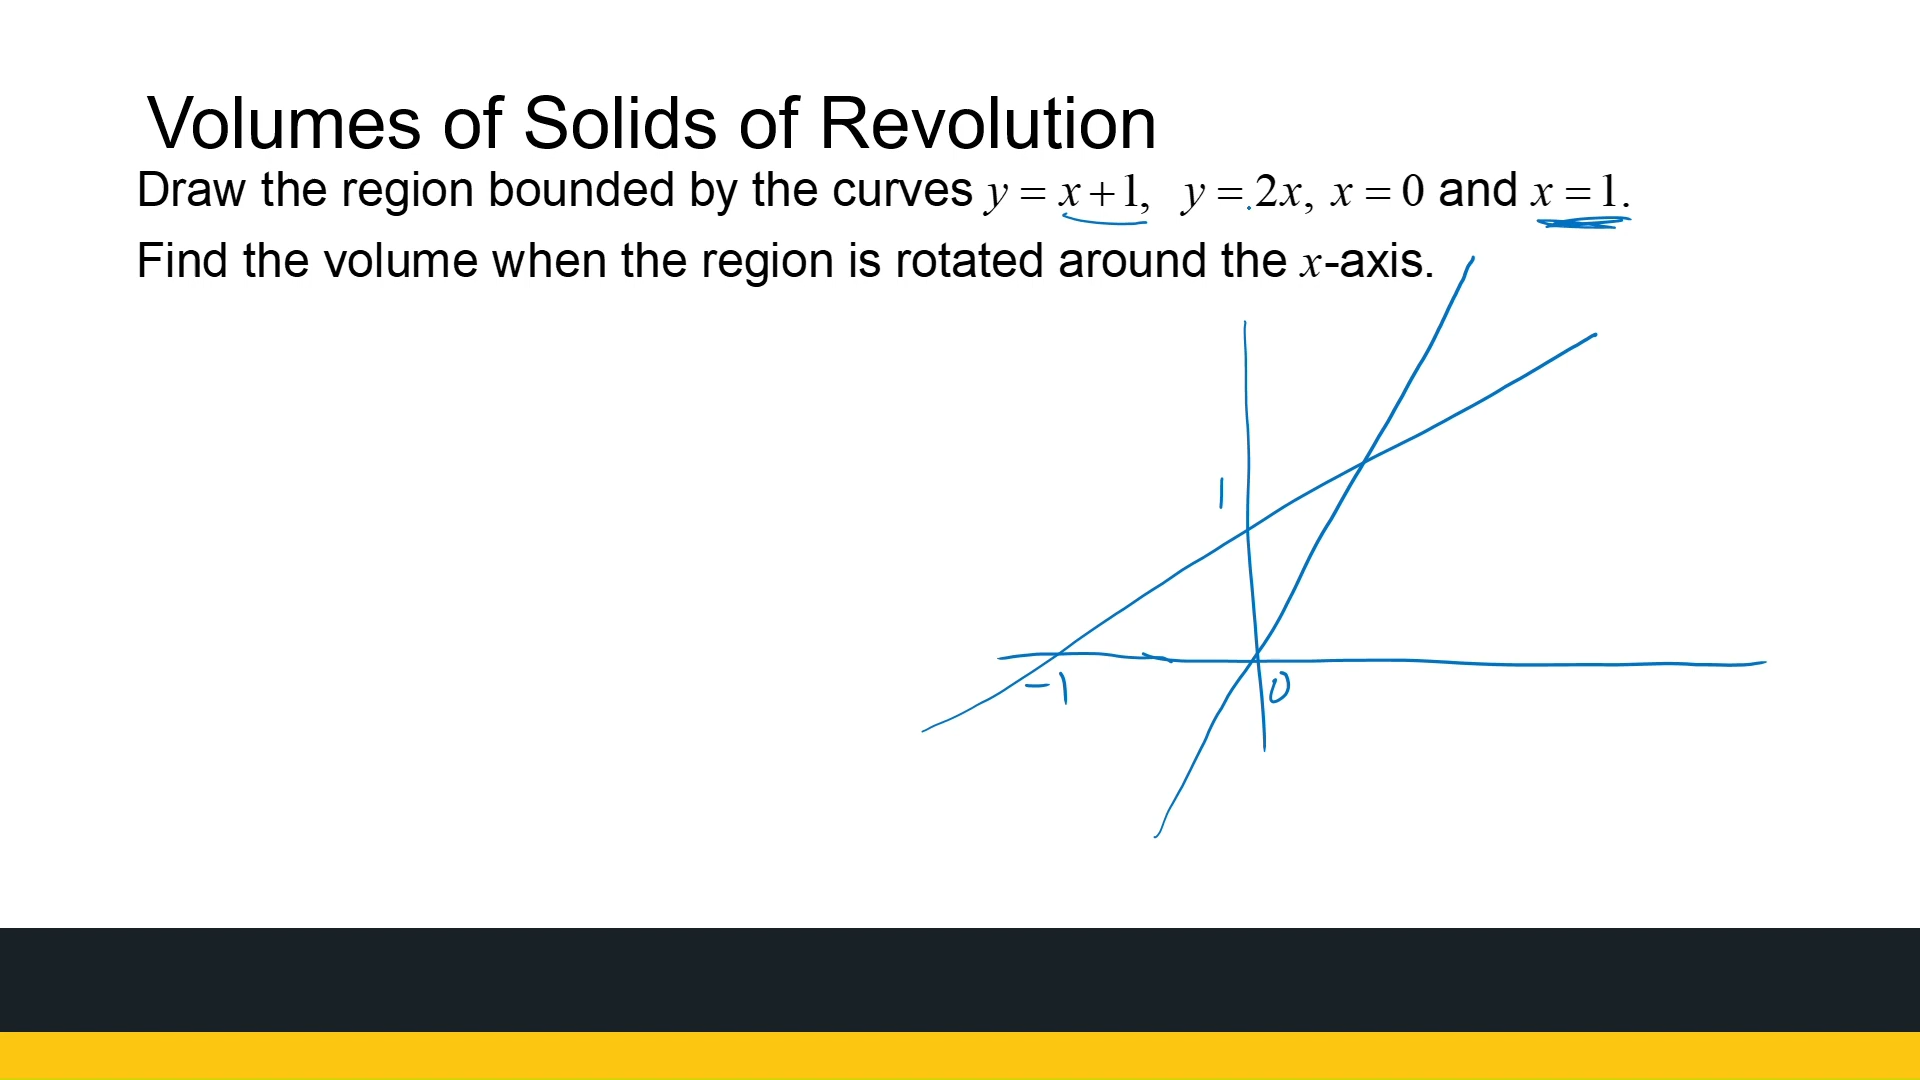 Volumes of Solids of Revolution
Draw the region bounded by the curves y = x + 1, y = 2x, x = 0 and x = 1.
Find the volume when the region is rotated around the x-axis.
1
-1 0